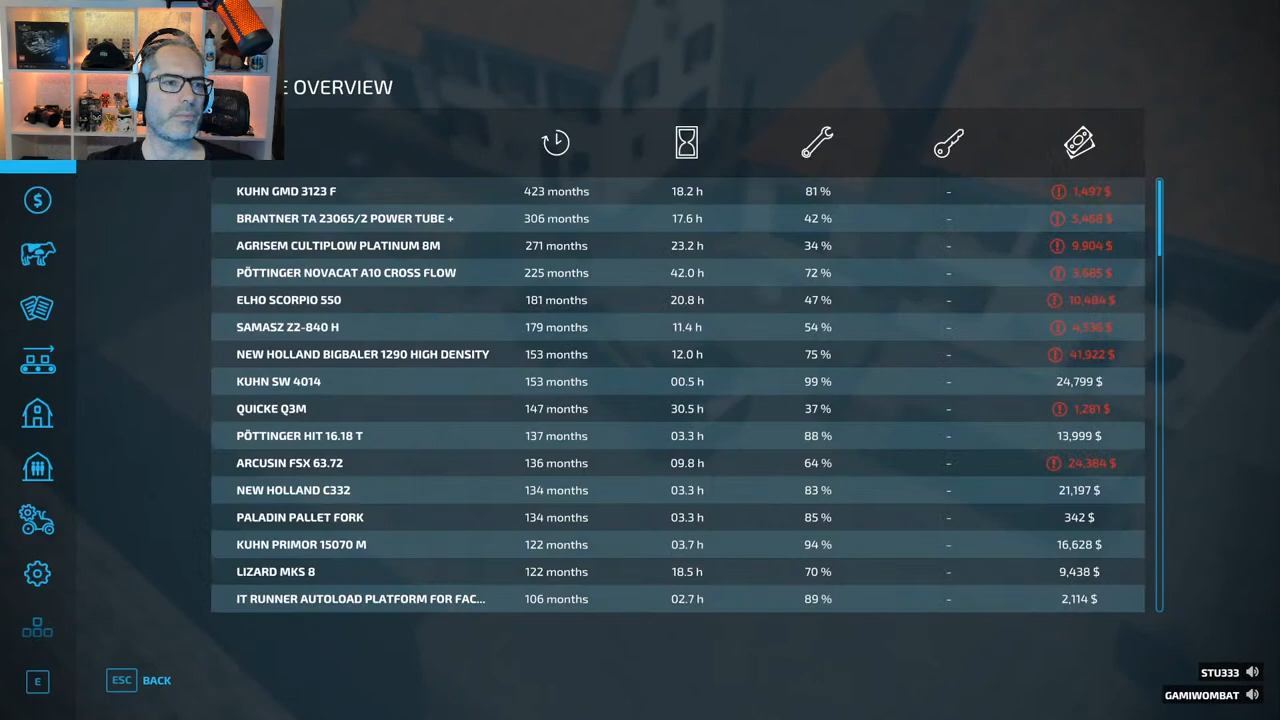 E OVERVIEW
KUHN GMD 3123 F 423 months 18.2 h 81 % - 1,497 $
BRANTNER TA 23065/2 POWER TUBE + 306 months 17.6 h 42 % - 5,468 $
AGRISEM CULTIPLOW PLATINUM 8M 271 months 23.2 h 34 % - 9,904 $
PÖTTINGER NOVACAT A10 CROSS FLOW 225 months 42.0 h 72 % - 3,685 $
ELHO SCORPIO 550 181 months 20.8 h 47 % - 10,484 $
SAMASZ Z2-840 H 179 months 11.4 h 54 % - 4,536 $
NEW HOLLAND BIGBALER 1290 HIGH DENSITY 153 months 12.0 h 75 % - 41,922 $
KUHN SW 4014 153 months 00.5 h 99 % - 24,799 $
QUICKE Q3M 147 months 30.5 h 37 % - 1,281 $
PÖTTINGER HIT 16.18 T 137 months 03.3 h 88 % - 13,999 $
ARCUSIN FSX 63.72 136 months 09.8 h 64 % - 24,384 $
NEW HOLLAND C332 134 months 03.3 h 83 % - 21,197 $
PALADIN PALLET FORK 134 months 03.3 h 85 % - 342 $
KUHN PRIMOR 15070 M 122 months 03.7 h 94 % - 16,628 $
LIZARD MKS 8 122 months 18.5 h 70 % - 9,438 $
IT RUNNER AUTOLOAD PLATFORM FOR FAC... 106 months 02.7 h 89 % - 2,114 $
E
ESC BACK
STU333
GAMIWOMBAT